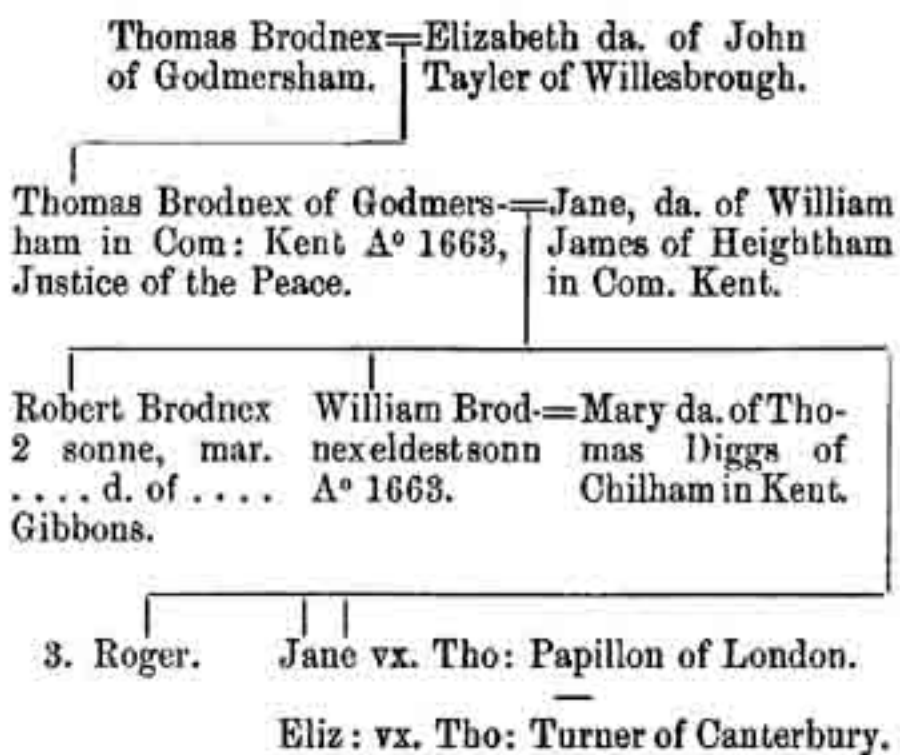 Thomas Brodnex=Elizabeth da. of John
of Godmersham. Tayler of Willesbrough.
Thomas Brodnex of Godmers-=Jane, da. of William
ham in Com: Kent Aº 1663, James of Heightham
Justice of the Peace. in Com. Kent.
Robert Brodnex William Brod-=Mary da. of Tho-
2 sonne, mar. nex eldest sonn mas Diggs of
. . . . d. of . . . . Aº 1663. Chilham in Kent.
Gibbons.
3. Roger. Jane vx. Tho: Papillon of London.
Eliz: vx. Tho: Turner of Canterbury.